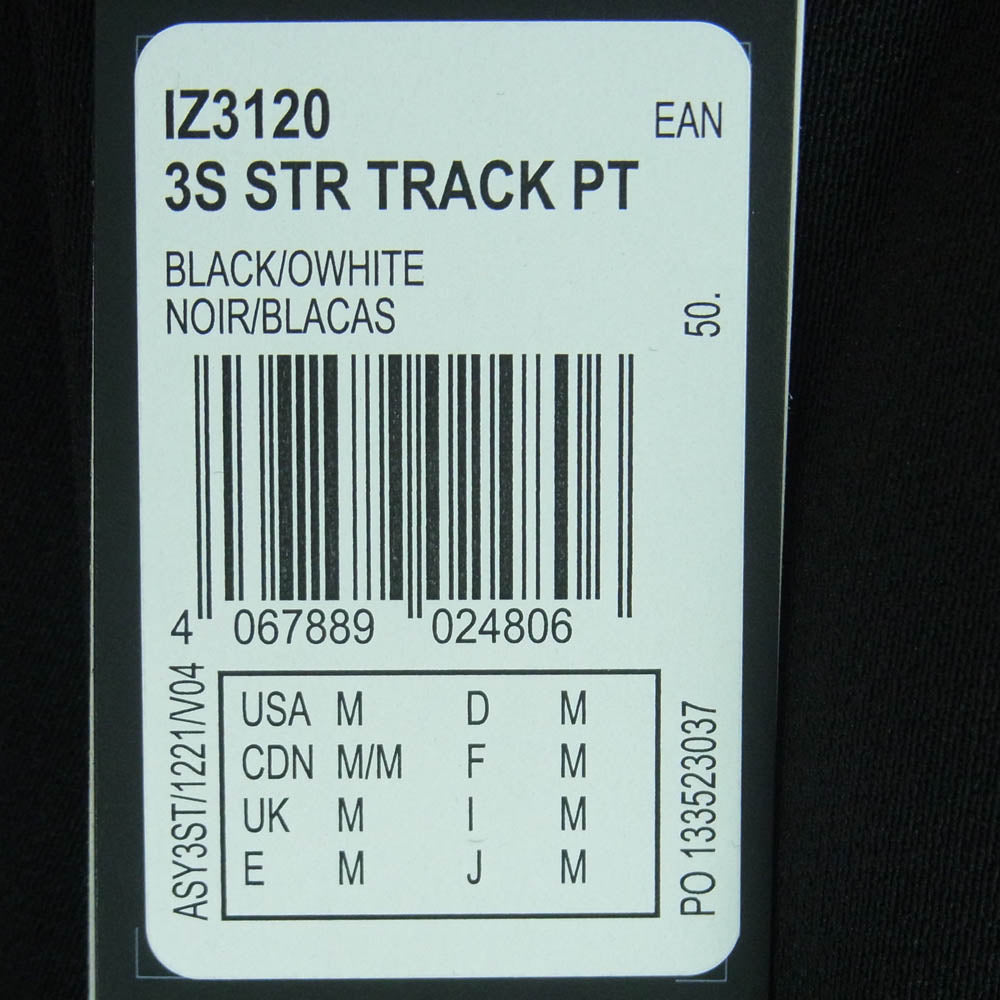 IZ3120
EAN
3S STR TRACK PT
BLACK/OWHITE
NOIR/BLACAS
50.
4 067889 024806
ASY3ST/1221/V04
USA M D M
CDN M/M F M
UK M I M
E M J M
PO 133523037